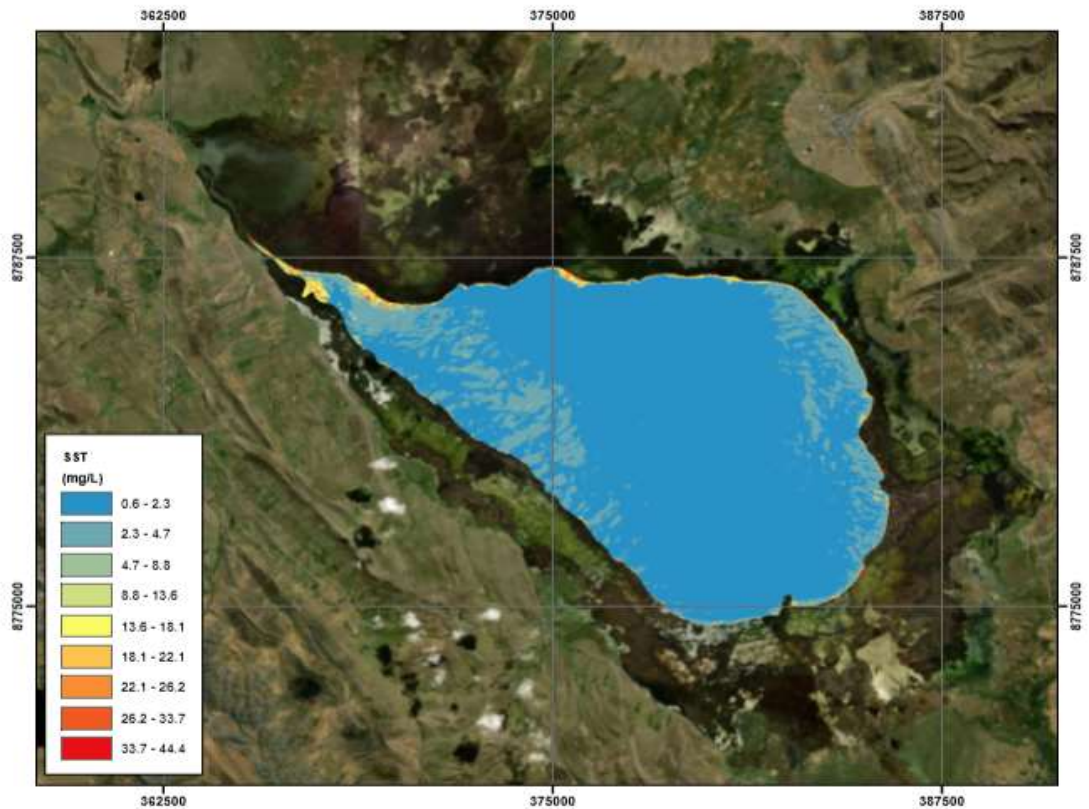 362500 375000 387500
8787500 8787500
SST
(mg/L)
0.6 - 2.3
2.3 - 4.7
4.7 - 8.8
8.8 - 13.6
13.6 - 18.1
18.1 - 22.1
22.1 - 26.2
26.2 - 33.7
33.7 - 44.4
8775000 8775000
362500 375000 387500